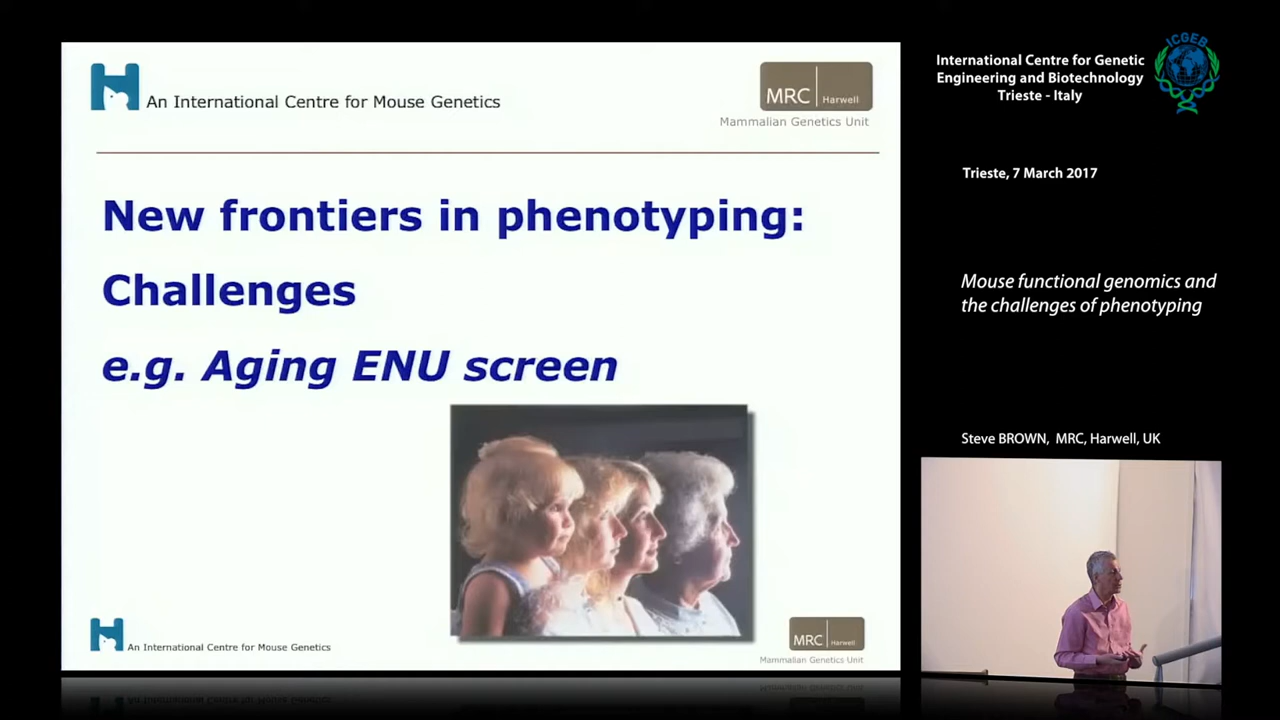 An International Centre for Mouse Genetics
MRC Harwell
Mammalian Genetics Unit
New frontiers in phenotyping:
Challenges
e.g. Aging ENU screen
An International Centre for Mouse Genetics
MRC Harwell
Mammalian Genetics Unit
International Centre for Genetic
Engineering and Biotechnology
Trieste - Italy
ICGEB
Trieste, 7 March 2017
Mouse functional genomics and
the challenges of phenotyping
Steve BROWN, MRC, Harwell, UK